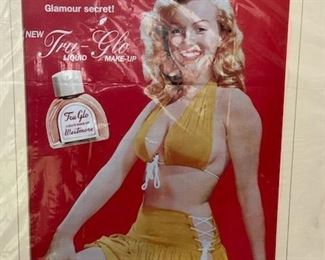 Glamour secret!
NEW Tru-Glo
LIQUID MAKE-UP
Tru-Glo
LIQUID MAKE-UP
Westmore